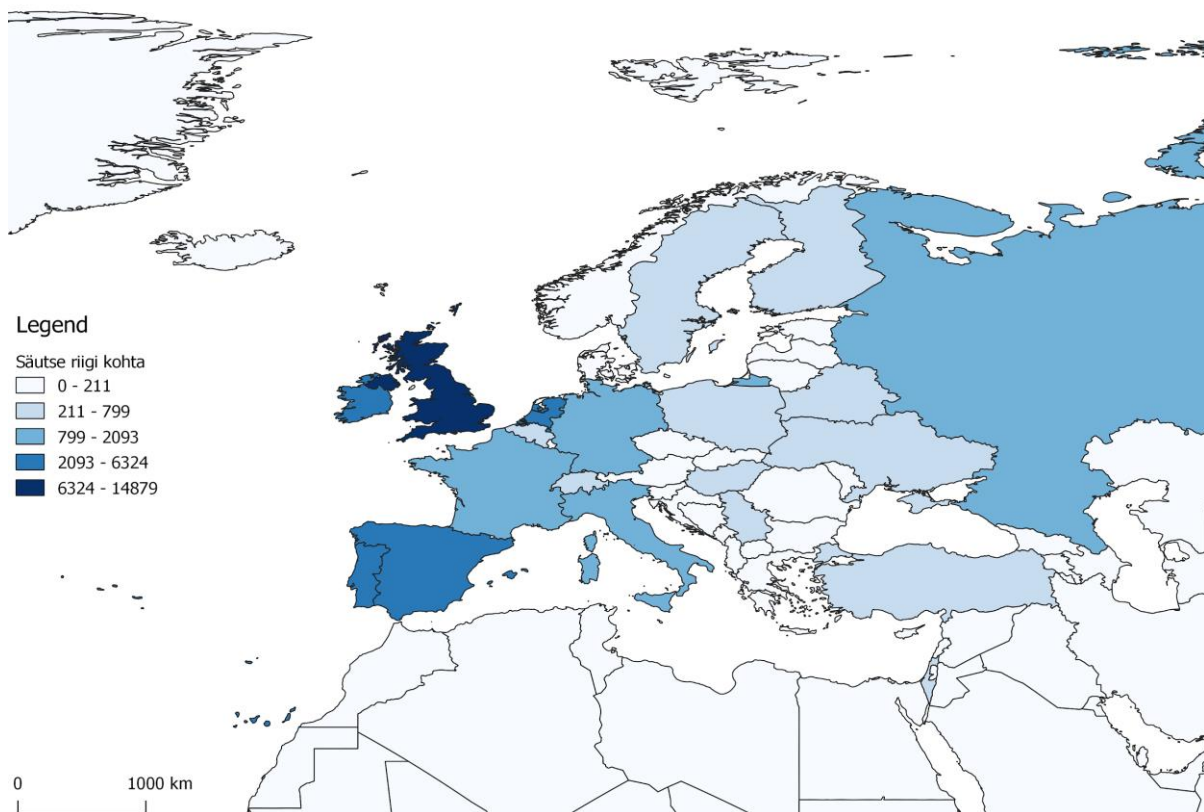 Legend
Säutse riigi kohta
0 - 211
211 - 799
799 - 2093
2093 - 6324
6324 - 14879
0 1000 km